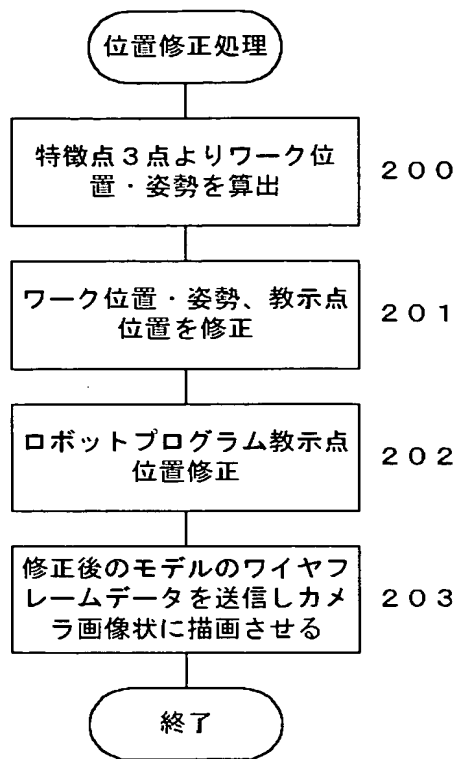 位置修正処理
特徴点３点よりワーク位
置・姿勢を算出
２００
ワーク位置・姿勢、教示点
位置を修正
２０１
ロボットプログラム教示点
位置修正
２０２
修正後のモデルのワイヤフ
レームデータを送信しカメ
ラ画像状に描画させる
２０３
終了